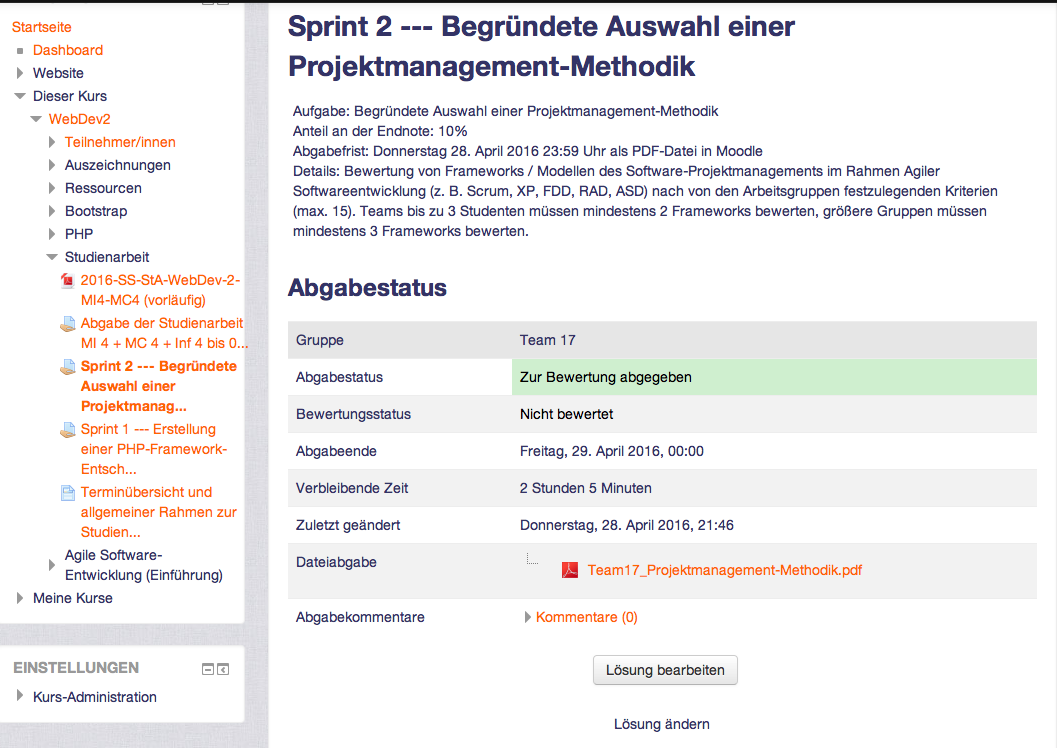 Startseite
Dashboard
Website
Dieser Kurs
WebDev2
Teilnehmer/innen
Auszeichnungen
Ressourcen
Bootstrap
PHP
Studienarbeit
2016-SS-StA-WebDev-2-
MI4-MC4 (vorläufig)
Abgabe der Studienarbeit
MI 4 + MC 4 + Inf 4 bis 0...
Sprint 2 --- Begründete
Auswahl einer
Projektmanag...
Sprint 1 --- Erstellung
einer PHP-Framework-
Entsch...
Terminübersicht und
allgemeiner Rahmen zur
Studien...
Agile Software-
Entwicklung (Einführung)
Meine Kurse
EINSTELLUNGEN
Kurs-Administration
Sprint 2 --- Begründete Auswahl einer
Projektmanagement-Methodik
Aufgabe: Begründete Auswahl einer Projektmanagement-Methodik
Anteil an der Endnote: 10%
Abgabefrist: Donnerstag 28. April 2016 23:59 Uhr als PDF-Datei in Moodle
Details: Bewertung von Frameworks / Modellen des Software-Projektmanagements im Rahmen Agiler
Softwareentwicklung (z. B. Scrum, XP, FDD, RAD, ASD) nach von den Arbeitsgruppen festzulegenden Kriterien
(max. 15). Teams bis zu 3 Studenten müssen mindestens 2 Frameworks bewerten, größere Gruppen müssen
mindestens 3 Frameworks bewerten.
Abgabestatus
Gruppe Team 17
Abgabestatus Zur Bewertung abgegeben
Bewertungsstatus Nicht bewertet
Abgabeende Freitag, 29. April 2016, 00:00
Verbleibende Zeit 2 Stunden 5 Minuten
Zuletzt geändert Donnerstag, 28. April 2016, 21:46
Dateiabgabe Team17_Projektmanagement-Methodik.pdf
Abgabekommentare Kommentare (0)
Lösung bearbeiten
Lösung ändern